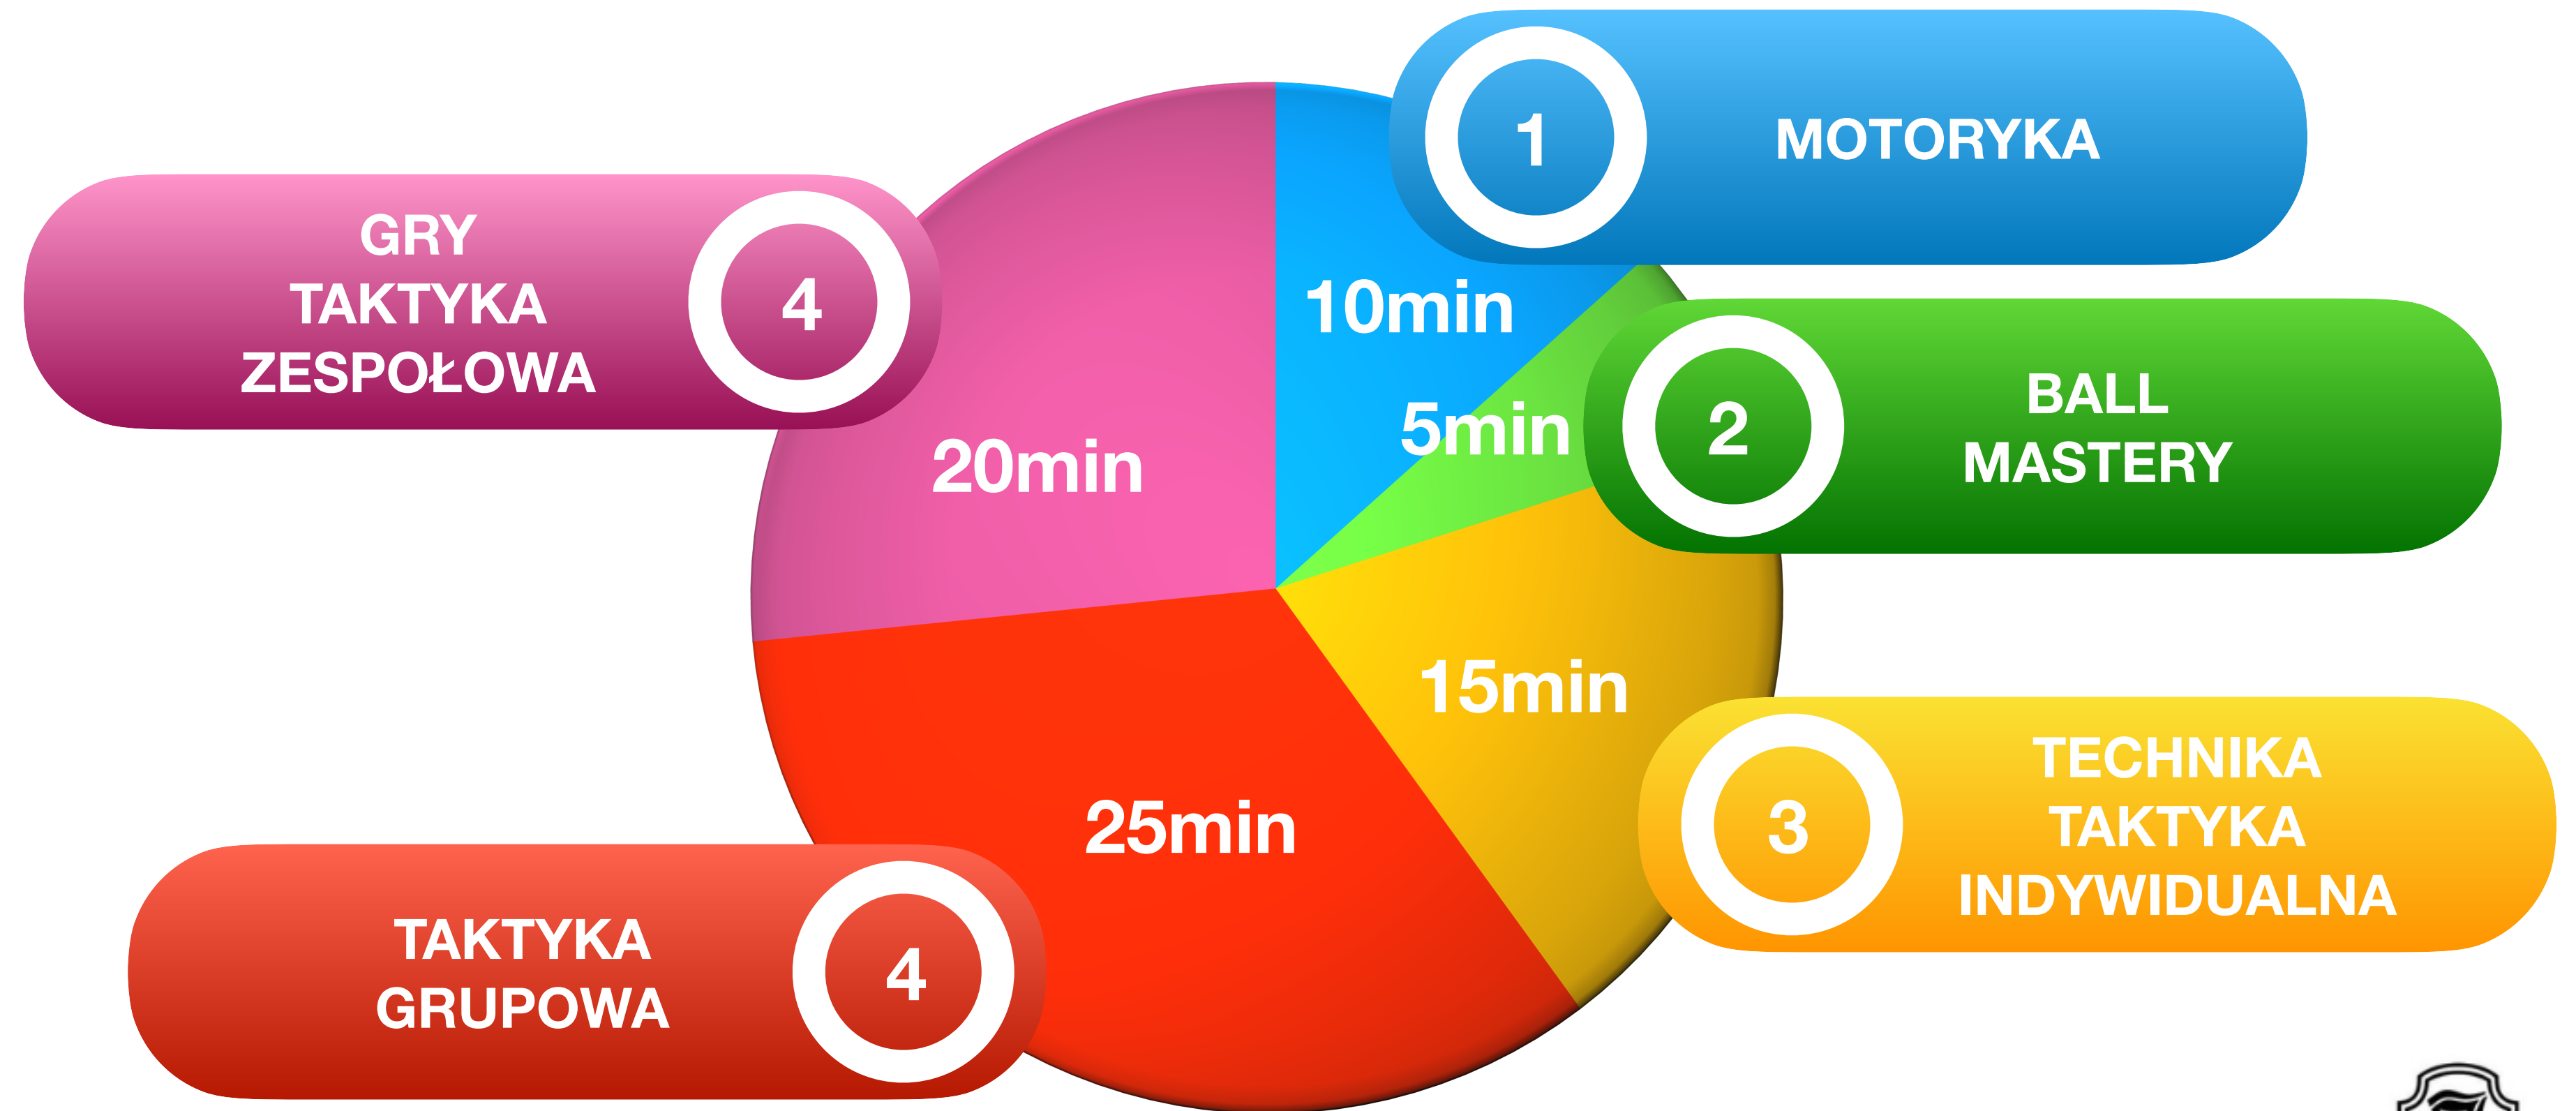 1
MOTORYKA
GRY
TAKTYKA
ZESPOŁOWA
4
10min
2
BALL
MASTERY
5min
20min
15min
3
TECHNIKA
TAKTYKA
INDYWIDUALNA
25min
TAKTYKA
GRUPOWA
4